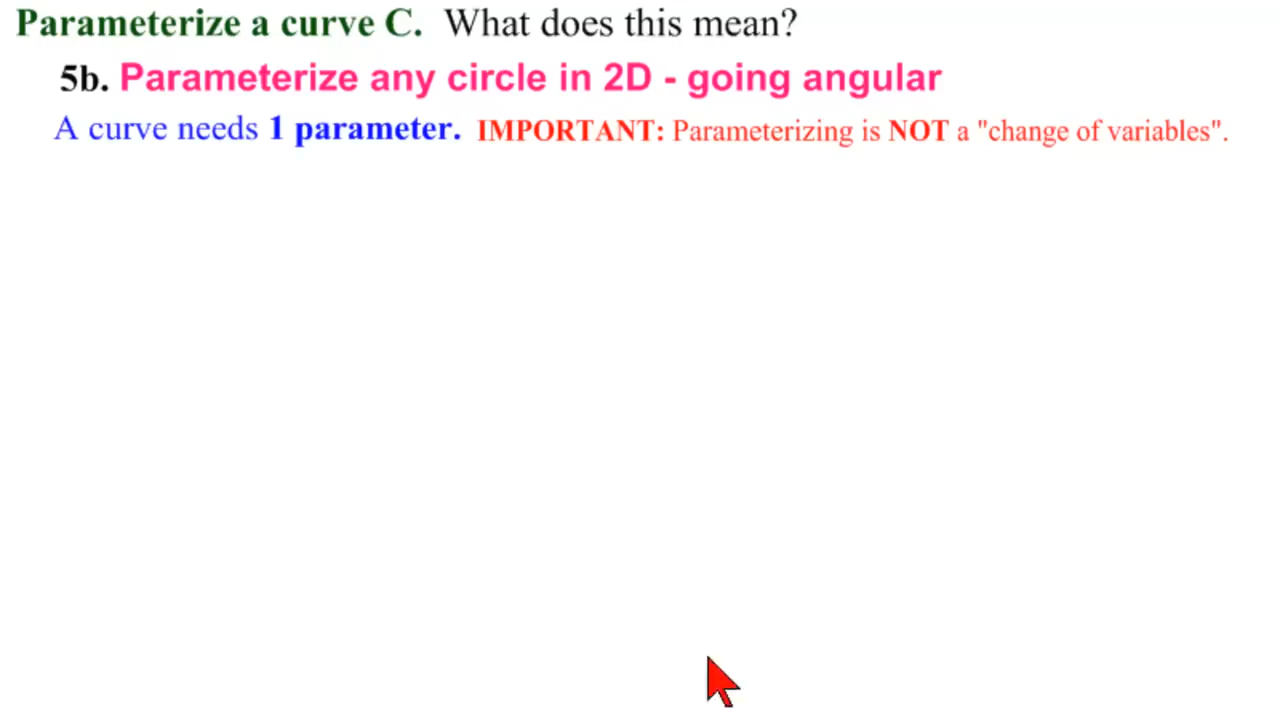 Parameterize a curve C. What does this mean?
5b. Parameterize any circle in 2D - going angular
A curve needs 1 parameter. IMPORTANT: Parameterizing is NOT a "change of variables".